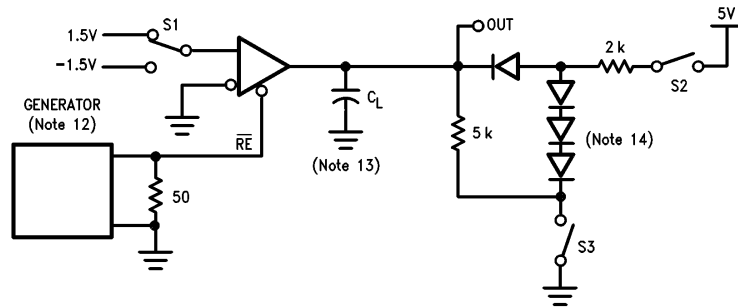 S1
1.5V
−1.5V
GENERATOR
(Note 12)
RE
50
CL
(Note 13)
OUT
5 k
2 k
S2
5V
(Note 14)
S3